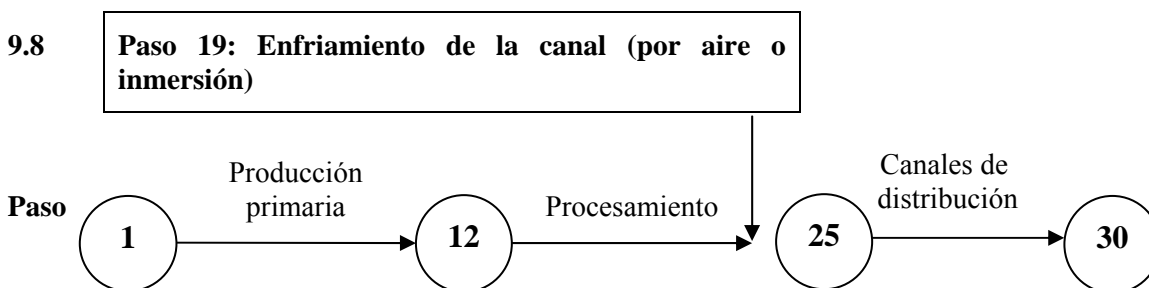 9.8 Paso 19: Enfriamiento de la canal (por aire o
inmersión)
Producción
primaria
Procesamiento
Canales de
distribución
Paso 1 12 25 30